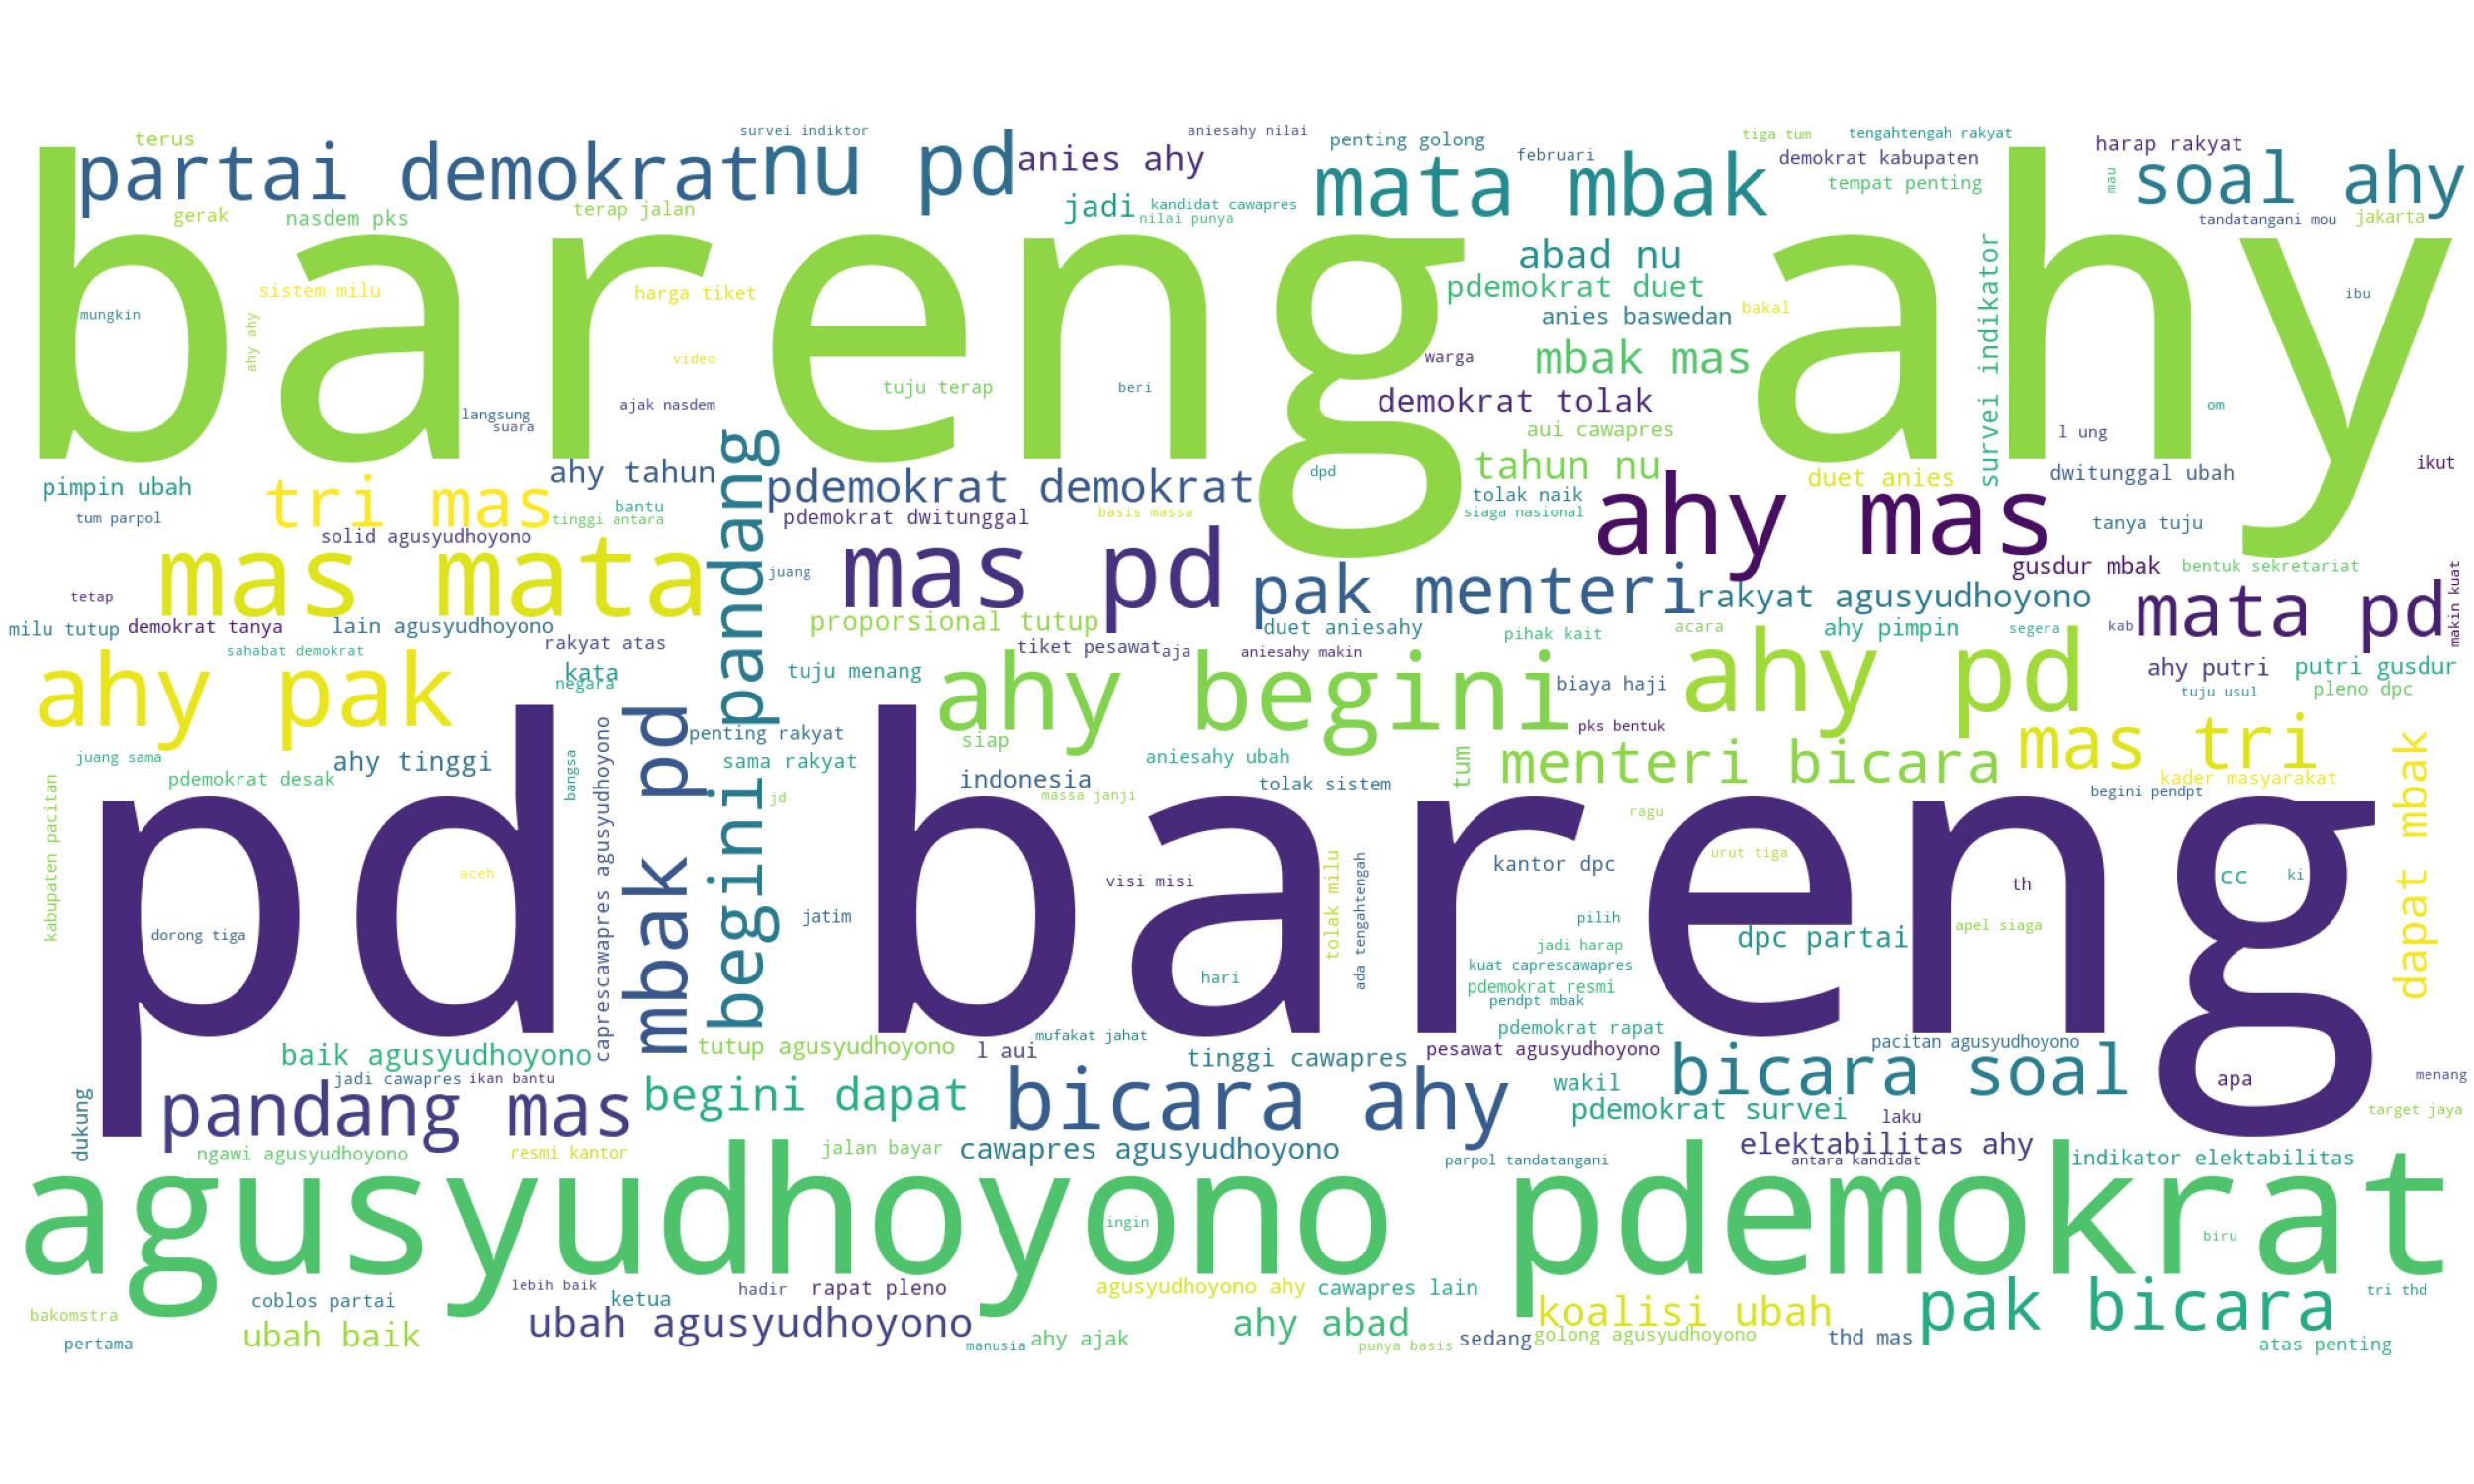 survei indiktor
aniesahy nilai
terus
penting golong
tiga tum
tengahtengah rakyat
partai demokrat
nu pd
anies ahy
mata mbak
februari
demokrat kabupaten
harap rakyat
soal ahy
tempat penting
mau
gerak
nasdem pks
terap jalan
jadi
kandidat cawapres
nilai punya
tandatangani mou
jakarta
bareng ahy
abad nu
survei indikator
sistem milu
harga tiket
pdemokrat duet
ibu
mungkin
ahy ahy
anies baswedan
bakal
video
warga
mbak mas
tuju terap
beri
ajak nasdem
demokrat tolak
om
langsung
suara
aui cawapres
l ung
ahy tahun
dpd
tahun nu
duet anies
dwitunggal ubah
ikut
pimpin ubah
tri mas
pdemokrat demokrat
tolak naik
ahy mas
tum parpol
bantu
tinggi antara
pdemokrat dwitunggal
basis massa
siaga nasional
tanya tuju
solid agusyudhoyono
mas mata
begini pandang
juang
mas pd
pak menteri
gusdur mbak
bentuk sekretariat
makin kuat
tetap
rakyat agusyudhoyono
mata pd
milu tutup
demokrat tanya
lain agusyudhoyono
proporsional tutup
duet aniesahy
pihak kait
acara
ahy pimpin
segera
kab
sahabat demokrat
rakyat atas
tiket pesawat
aja
aniesahy makin
ahy pak
kata
negara
tuju menang
ahy begini
biaya haji
ahy pd
ahy putri
putri gusdur
tuju usul
pleno dpc
mbak pd
penting rakyat
siap
pks bentuk
mas tri
juang sama
ahy tinggi
sama rakyat
aniesahy ubah
tum
menteri bicara
dapat mbak
pdemokrat desak
bangsa
caprescawapres agusyudhoyono
indonesia
tolak sistem
kader masyarakat
kabupaten pacitan
jd
massa janji
begini pendpt
pd bareng
ragu
aceh
visi misi
tolak milu
ada tengahtengah
kantor dpc
urut tiga
th
cc
ki
dorong tiga
jatim
pilih
dpc partai
apel siaga
jadi harap
hari
kuat caprescawapres
pdemokrat resmi
pendpt mbak
pdemokrat rapat
baik agusyudhoyono
tutup agusyudhoyono
l aui
mufakat jahat
tinggi cawapres
pesawat agusyudhoyono
pacitan agusyudhoyono
jadi cawapres
ikan bantu
wakil
bicara soal
apa
menang
dukung
pandang mas
begini dapat
bicara ahy
pdemokrat survei
laku
target jaya
ngawi agusyudhoyono
resmi kantor
jalan bayar
cawapres agusyudhoyono
parpol tandatangani
elektabilitas ahy
antara kandidat
indikator elektabilitas
agusyudhoyono pdemokrat
ingin
biru
lebih baik
hadir
rapat pleno
agusyudhoyono ahy
cawapres lain
tri thd
bakomstra
coblos partai
ketua
koalisi ubah
pak bicara
pertama
ubah baik
ubah agusyudhoyono
manusia
ahy ajak
ahy abad
punya basis
sedang
golong agusyudhoyono
thd mas
atas penting